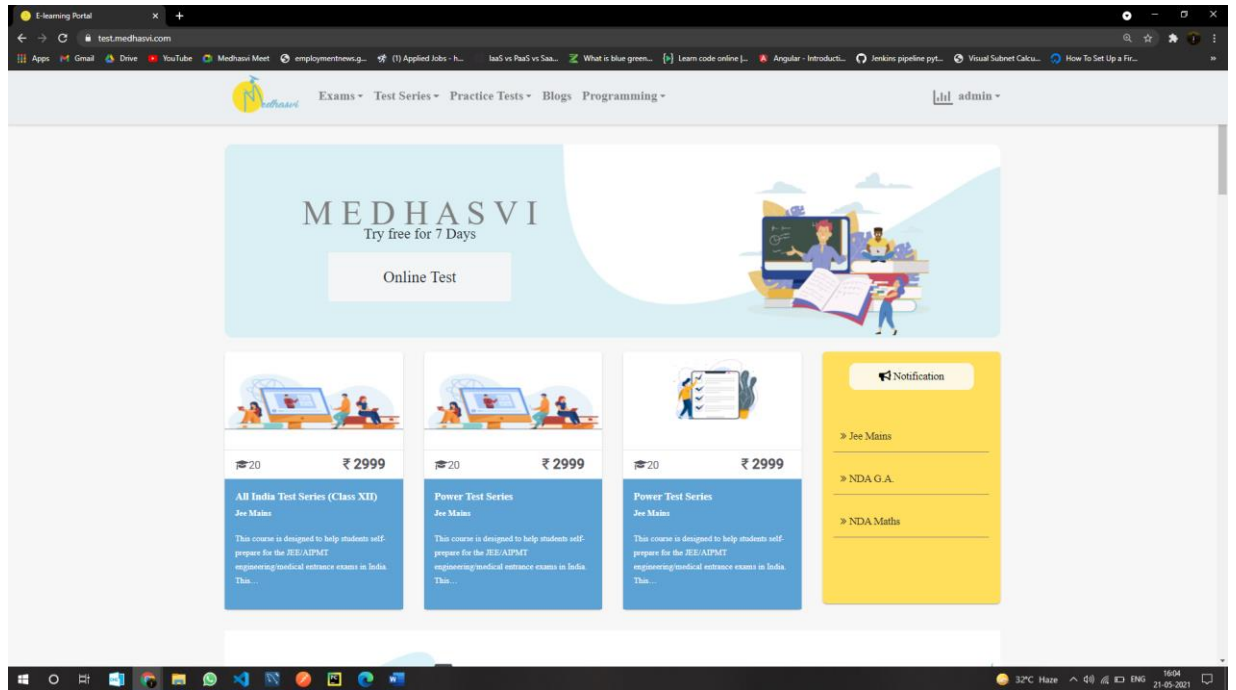 E-learning Portal
test.medhasvi.com
Apps Gmail Drive YouTube Medhasvi Meet employmentnews.g... (1) Applied Jobs - h... IaaS vs PaaS vs Saa... What is blue green... Learn code online |... Angular - Introducti... Jenkins pipeline pyt... Visual Subnet Calcu... How To Set Up a Fir... »
Medhasvi Exams Test Series Practice Tests Blogs Programming admin
MEDHASVI
Try free for 7 Days
Online Test
20 ₹ 2999
All India Test Series (Class XII)
Jee Mains
This course is designed to help students self-
prepare for the JEE/AIPMT
engineering/medical entrance exams in India.
This...
20 ₹ 2999
Power Test Series
Jee Mains
This course is designed to help students self-
prepare for the JEE/AIPMT
engineering/medical entrance exams in India.
This...
20 ₹ 2999
Power Test Series
Jee Mains
This course is designed to help students self-
prepare for the JEE/AIPMT
engineering/medical entrance exams in India.
This...
Notification
» Jee Mains
» NDA G.A.
» NDA Maths
32°C Haze ENG 16:04
21-05-2021